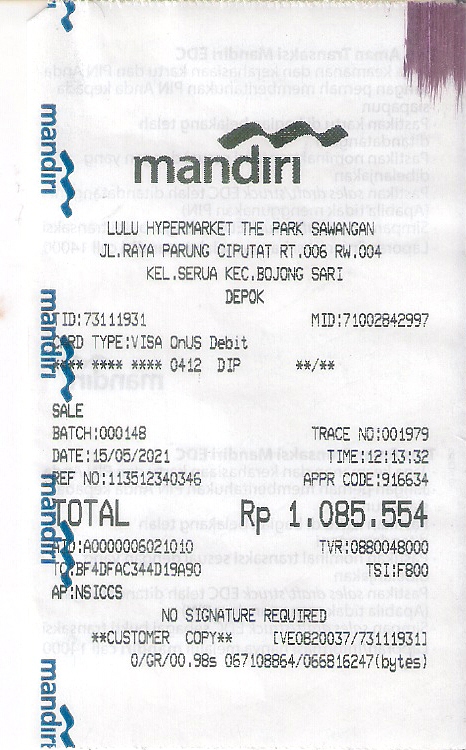 mandiri
LULU HYPERMARKET THE PARK SAWANGAN
JL.RAYA PARUNG CIPUTAT RT.006 RW.004
KEL.SERUA KEC.BOJONG SARI
DEPOK
TID:73111931 MID:71002842997
CARD TYPE:VISA OnUS Debit
**** **** **** 0412 DIP **/**
SALE
BATCH:000148 TRACE NO:001979
DATE:15/05/2021 TIME:12:13:32
REF NO:113512340346 APPR CODE:916634
TOTAL Rp 1.085.554
AID:A0000006021010 TVR:0880048000
TC:BF4DFAC344D19A90 TSI:F800
AP:NSICCS
NO SIGNATURE REQUIRED
**CUSTOMER COPY** [VE0820037/73111931]
0/GR/00.98s 067108864/066816247(bytes)
mandiri
mandiri
mandiri
mandiri